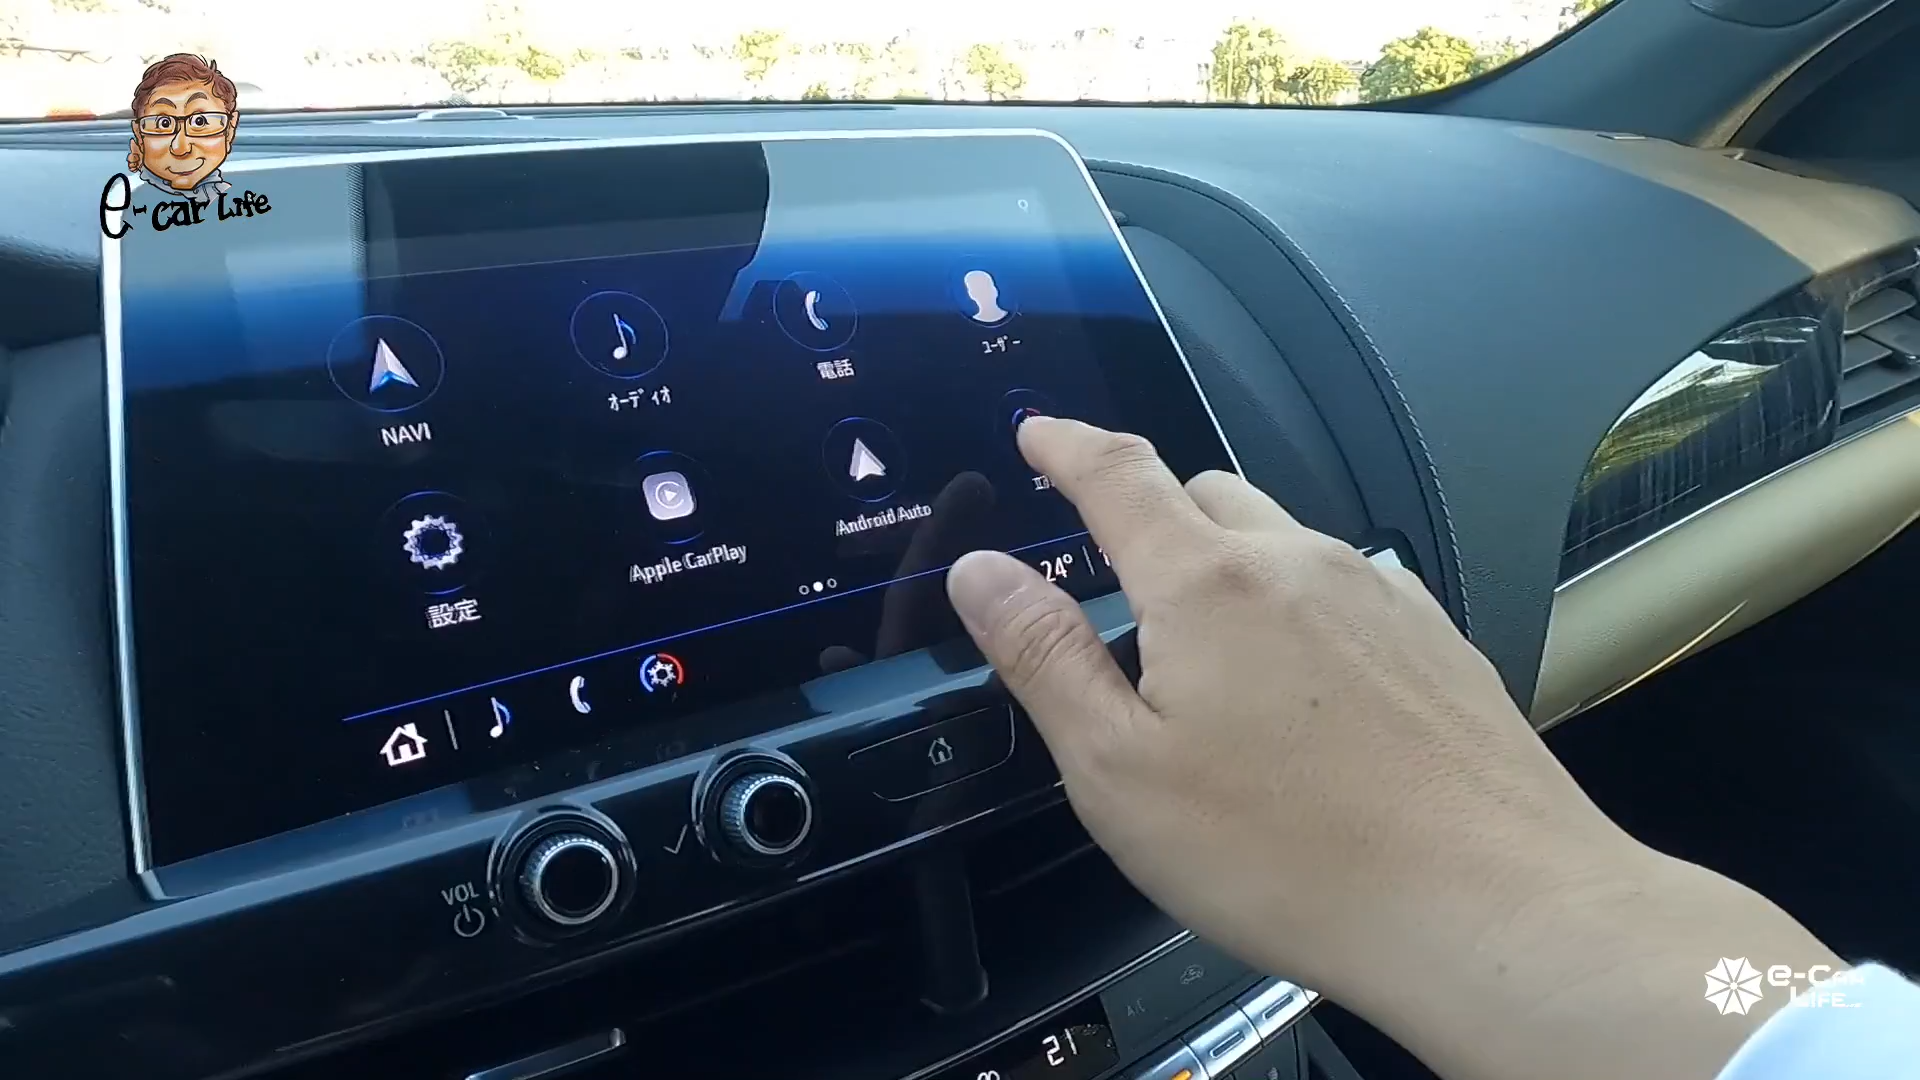 e-car Life
NAVI
オーディオ
電話
ユーザー
設定
Apple CarPlay
Android Auto
24°
VOL
A/C
21
e-Car
Life...